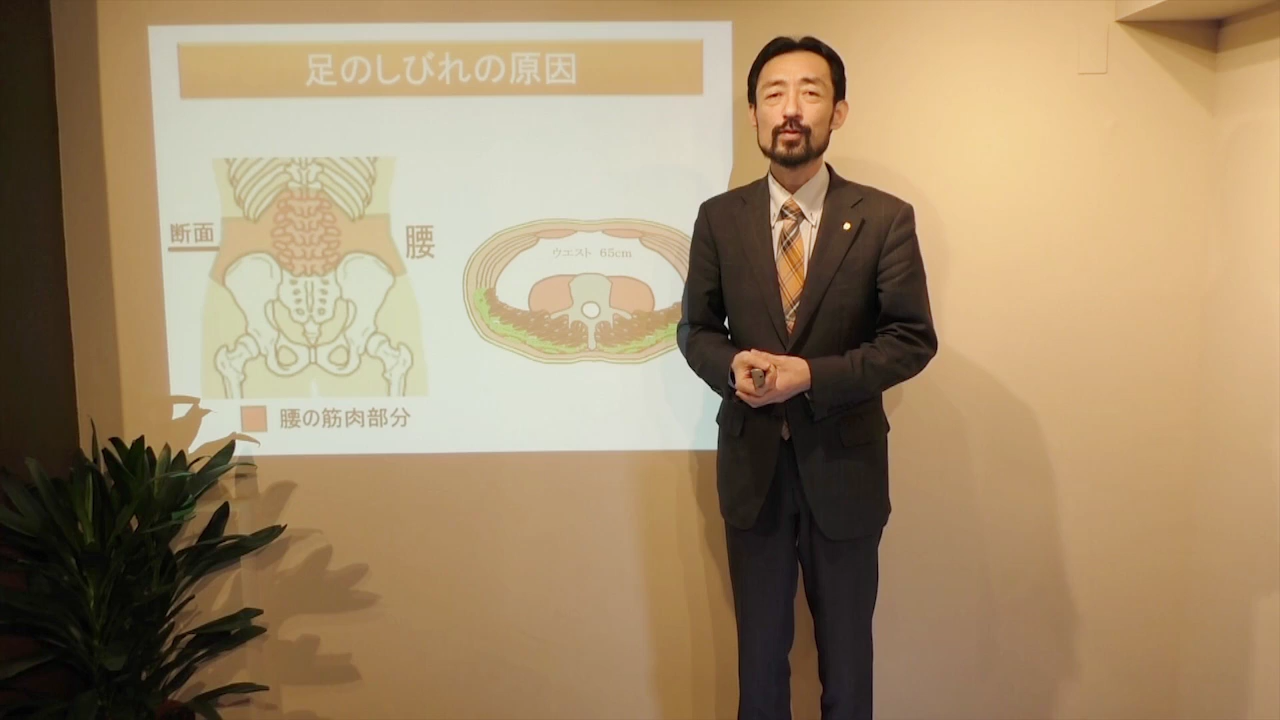 足のしびれの原因
断面
腰
ウエスト 65cm
腰の筋肉部分